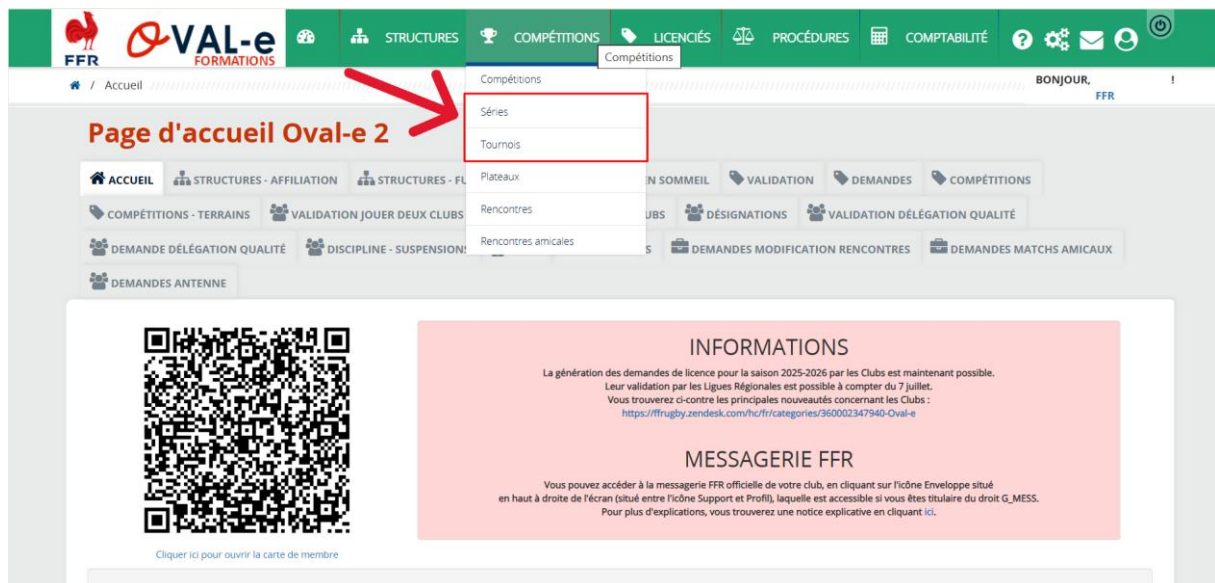 FFR
OVAL-e
FORMATIONS
STRUCTURES
COMPÉTITIONS
LICENCIÉS
PROCÉDURES
COMPTABILITÉ
Compétitions
/ Accueil
BONJOUR, !
FFR
Compétitions
Séries
Tournois
Plateaux
Rencontres
Rencontres amicales
Page d'accueil Oval-e 2
ACCUEIL
STRUCTURES - AFFILIATION
STRUCTURES - FU
N SOMMEIL
VALIDATION
DEMANDES
COMPÉTITIONS
COMPÉTITIONS - TERRAINS
VALIDATION JOUER DEUX CLUBS
UBS
DÉSIGNATIONS
VALIDATION DÉLÉGATION QUALITÉ
DEMANDE DÉLÉGATION QUALITÉ
DISCIPLINE - SUSPENSIONS
S
DEMANDES MODIFICATION RENCONTRES
DEMANDES MATCHS AMICAUX
DEMANDES ANTENNE
Cliquer ici pour ouvrir la carte de membre
INFORMATIONS
La génération des demandes de licence pour la saison 2025-2026 par les Clubs est maintenant possible.
Leur validation par les Ligues Régionales est possible à compter du 7 juillet.
Vous trouverez ci-contre les principales nouveautés concernant les Clubs :
https://ffrugby.zendesk.com/hc/fr/categories/360002347940-Oval-e
MESSAGERIE FFR
Vous pouvez accéder à la messagerie FFR officielle de votre club, en cliquant sur l'icône Enveloppe situé
en haut à droite de l'écran (situé entre l'icône Support et Profil), laquelle est accessible si vous êtes titulaire du droit G_MESS.
Pour plus d'explications, vous trouverez une notice explicative en cliquant ici.